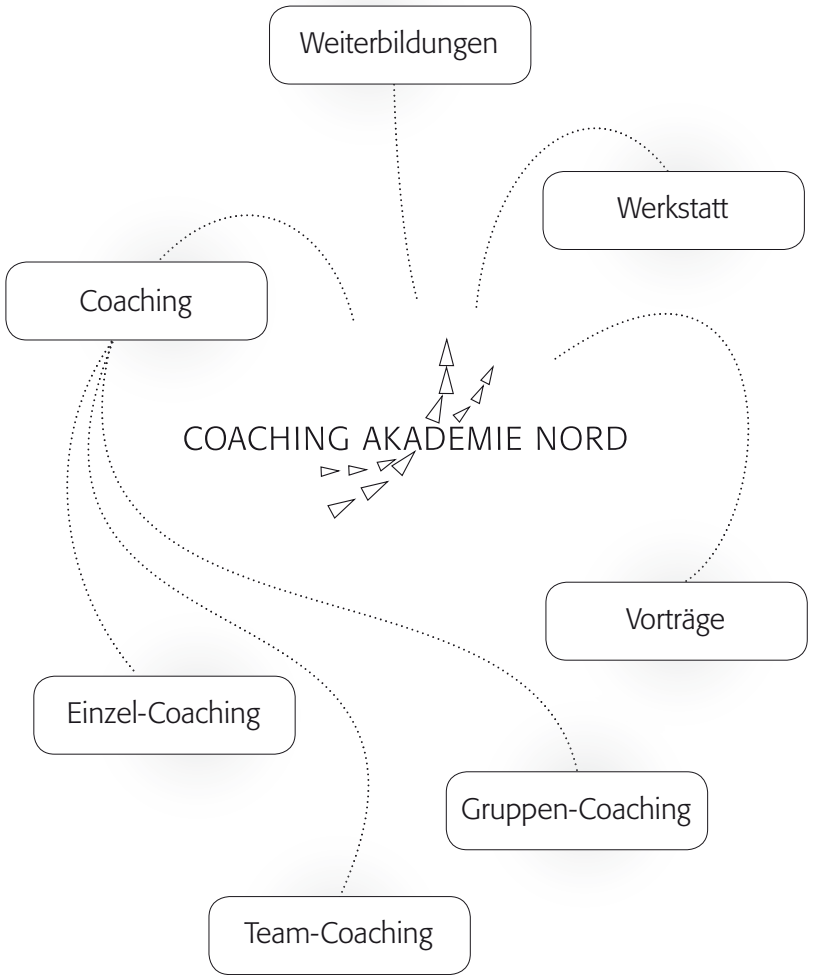 Weiterbildungen
Werkstatt
Coaching
COACHING AKADEMIE NORD
Vorträge
Einzel-Coaching
Gruppen-Coaching
Team-Coaching